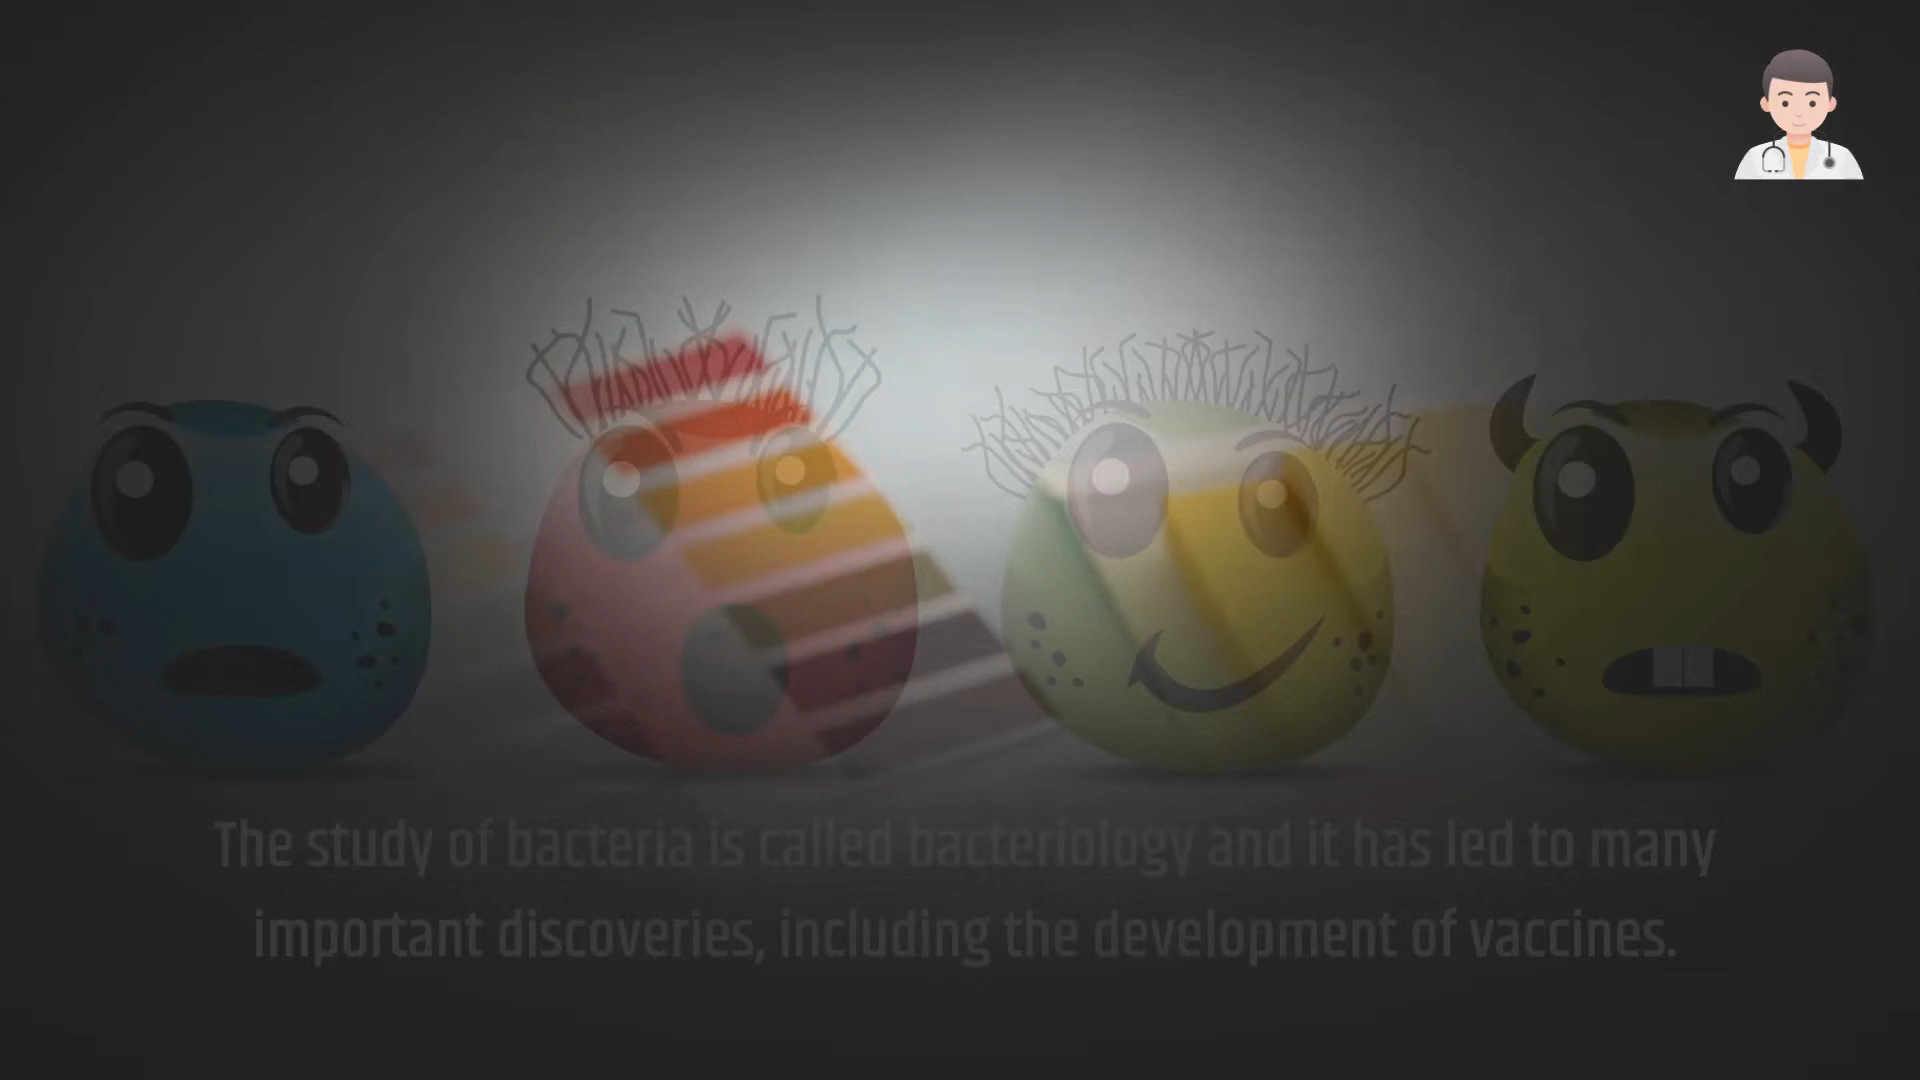 The study of bacteria is called bacteriology and it has led to many
important discoveries, including the development of vaccines.